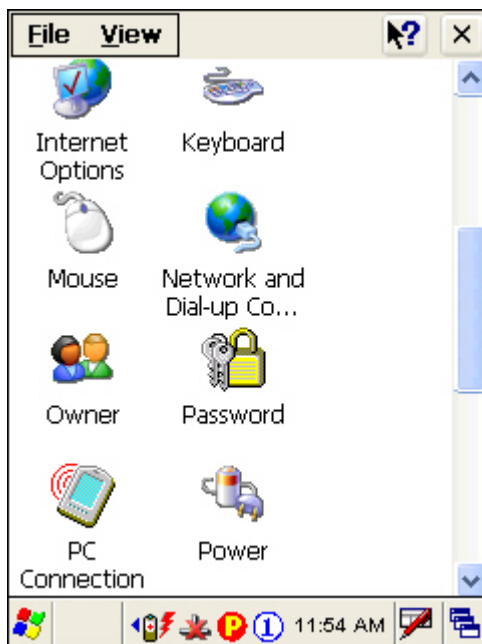 File View
?
Internet Options
Keyboard
Mouse
Network and Dial-up Co...
Owner
Password
PC Connection
Power
P
1
11:54 AM